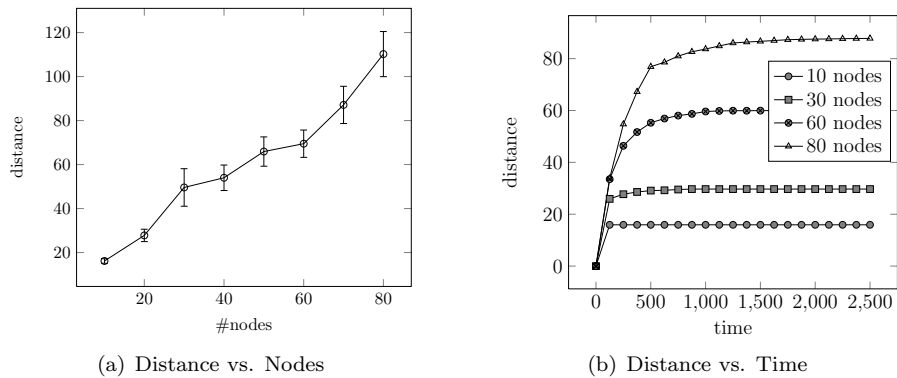 120
100
80
60
40
20
distance
20
40
60
80
#nodes
(a) Distance vs. Nodes
80
60
40
20
0
distance
10 nodes
30 nodes
60 nodes
80 nodes
0
500
1,000
1,500
2,000
2,500
time
(b) Distance vs. Time